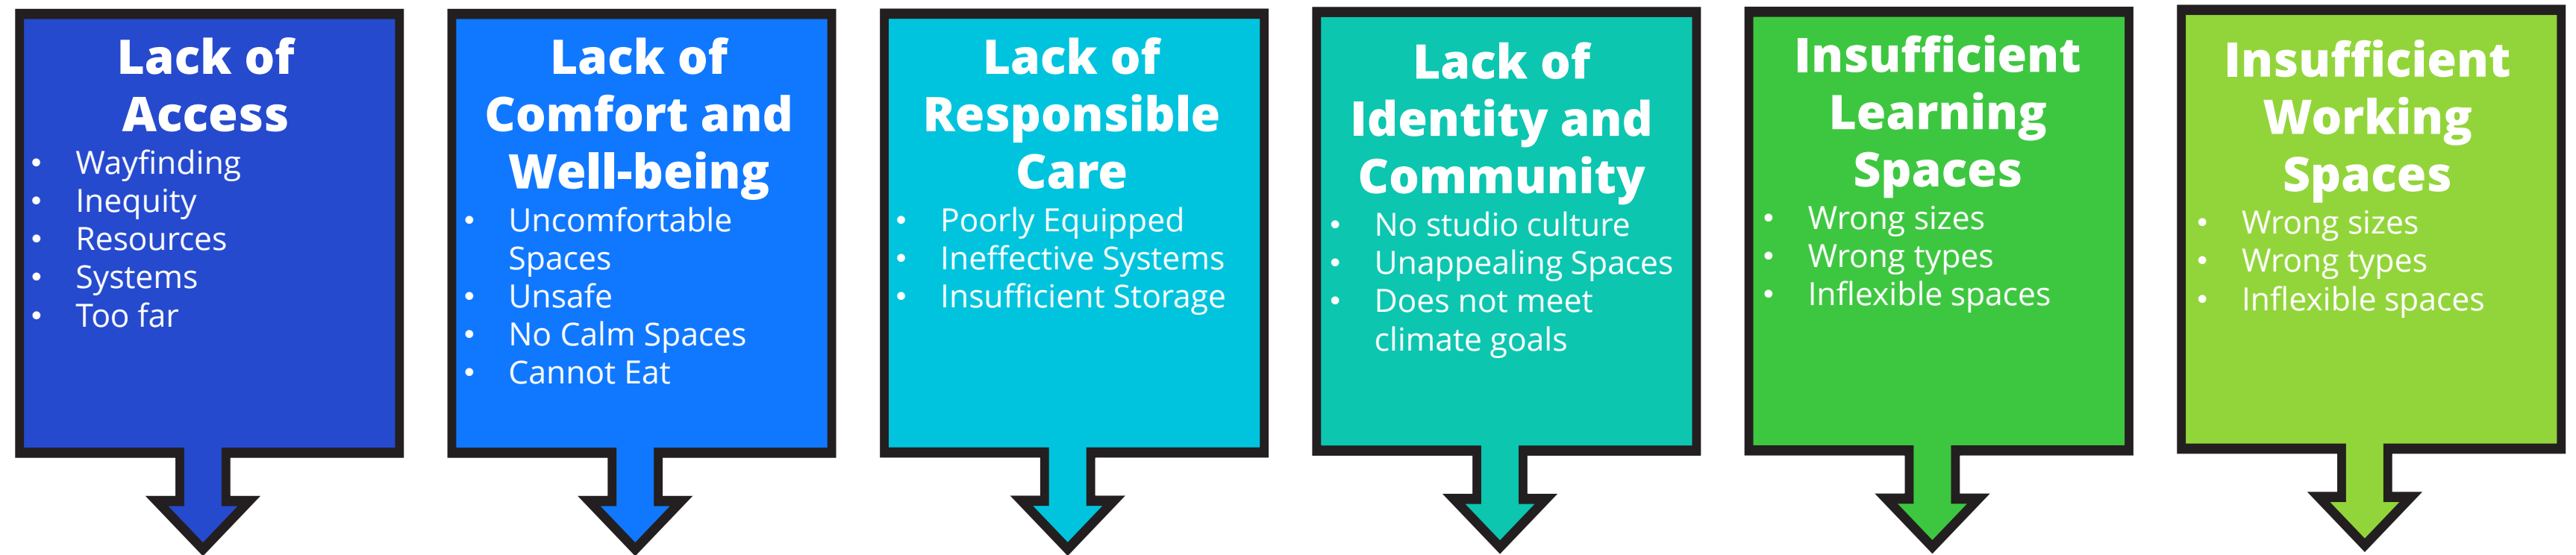 Lack of
Access
• Wayfinding
• Inequity
• Resources
• Systems
• Too far
Lack of
Comfort and
Well-being
• Uncomfortable
Spaces
• Unsafe
• No Calm Spaces
• Cannot Eat
Lack of
Responsible
Care
• Poorly Equipped
• Ineffective Systems
• Insufficient Storage
Lack of
Identity and
Community
• No studio culture
• Unappealing Spaces
• Does not meet
climate goals
Insufficient
Learning
Spaces
• Wrong sizes
• Wrong types
• Inflexible spaces
Insufficient
Working
Spaces
• Wrong sizes
• Wrong types
• Inflexible spaces